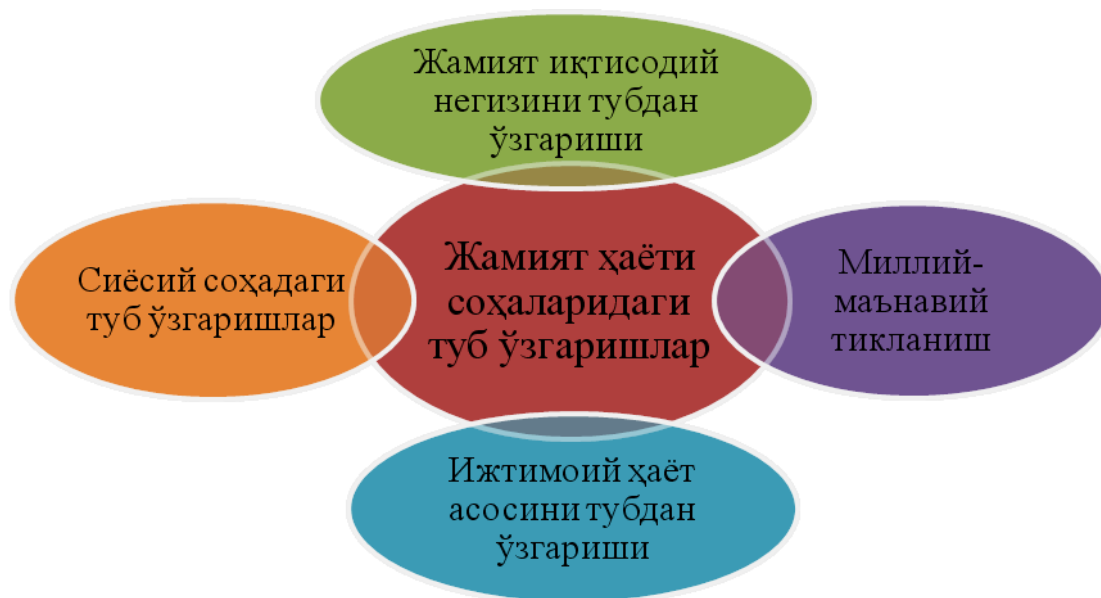 Жамият иқтисодий
негизини тубдан
ўзгариши
Сиёсий соҳадаги
туб ўзгаришлар
Жамият ҳаёти
соҳаларидаги
туб ўзгаришлар
Миллий-
маънавий
тикланиш
Ижтимоий ҳаёт
асосини тубдан
ўзгариши